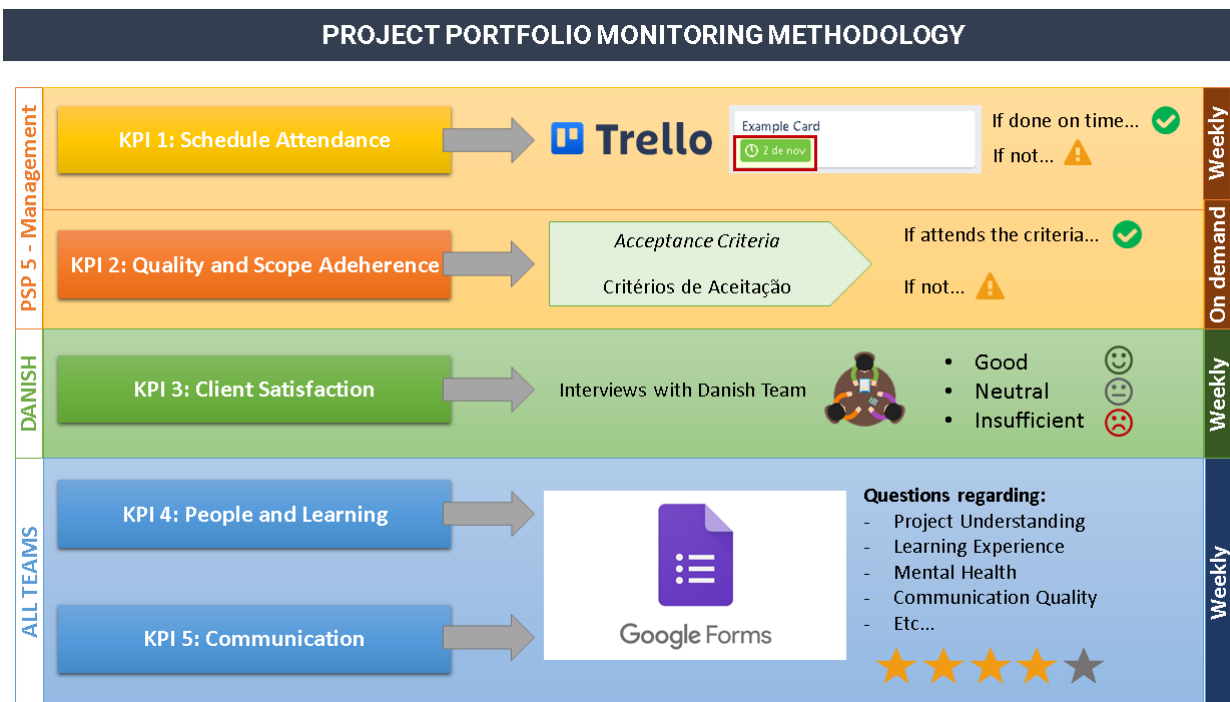 PROJECT PORTFOLIO MONITORING METHODOLOGY
PSP 5 - Management
KPI 1: Schedule Attendance
Trello
Example Card
2 de nov
If done on time...
If not...
Weekly
KPI 2: Quality and Scope Adeherence
Acceptance Criteria
Critérios de Aceitação
If attends the criteria...
If not...
On demand
DANISH
KPI 3: Client Satisfaction
Interviews with Danish Team
• Good
• Neutral
• Insufficient
Weekly
ALL TEAMS
KPI 4: People and Learning
KPI 5: Communication
Google Forms
Questions regarding:
- Project Understanding
- Learning Experience
- Mental Health
- Communication Quality
- Etc...
Weekly